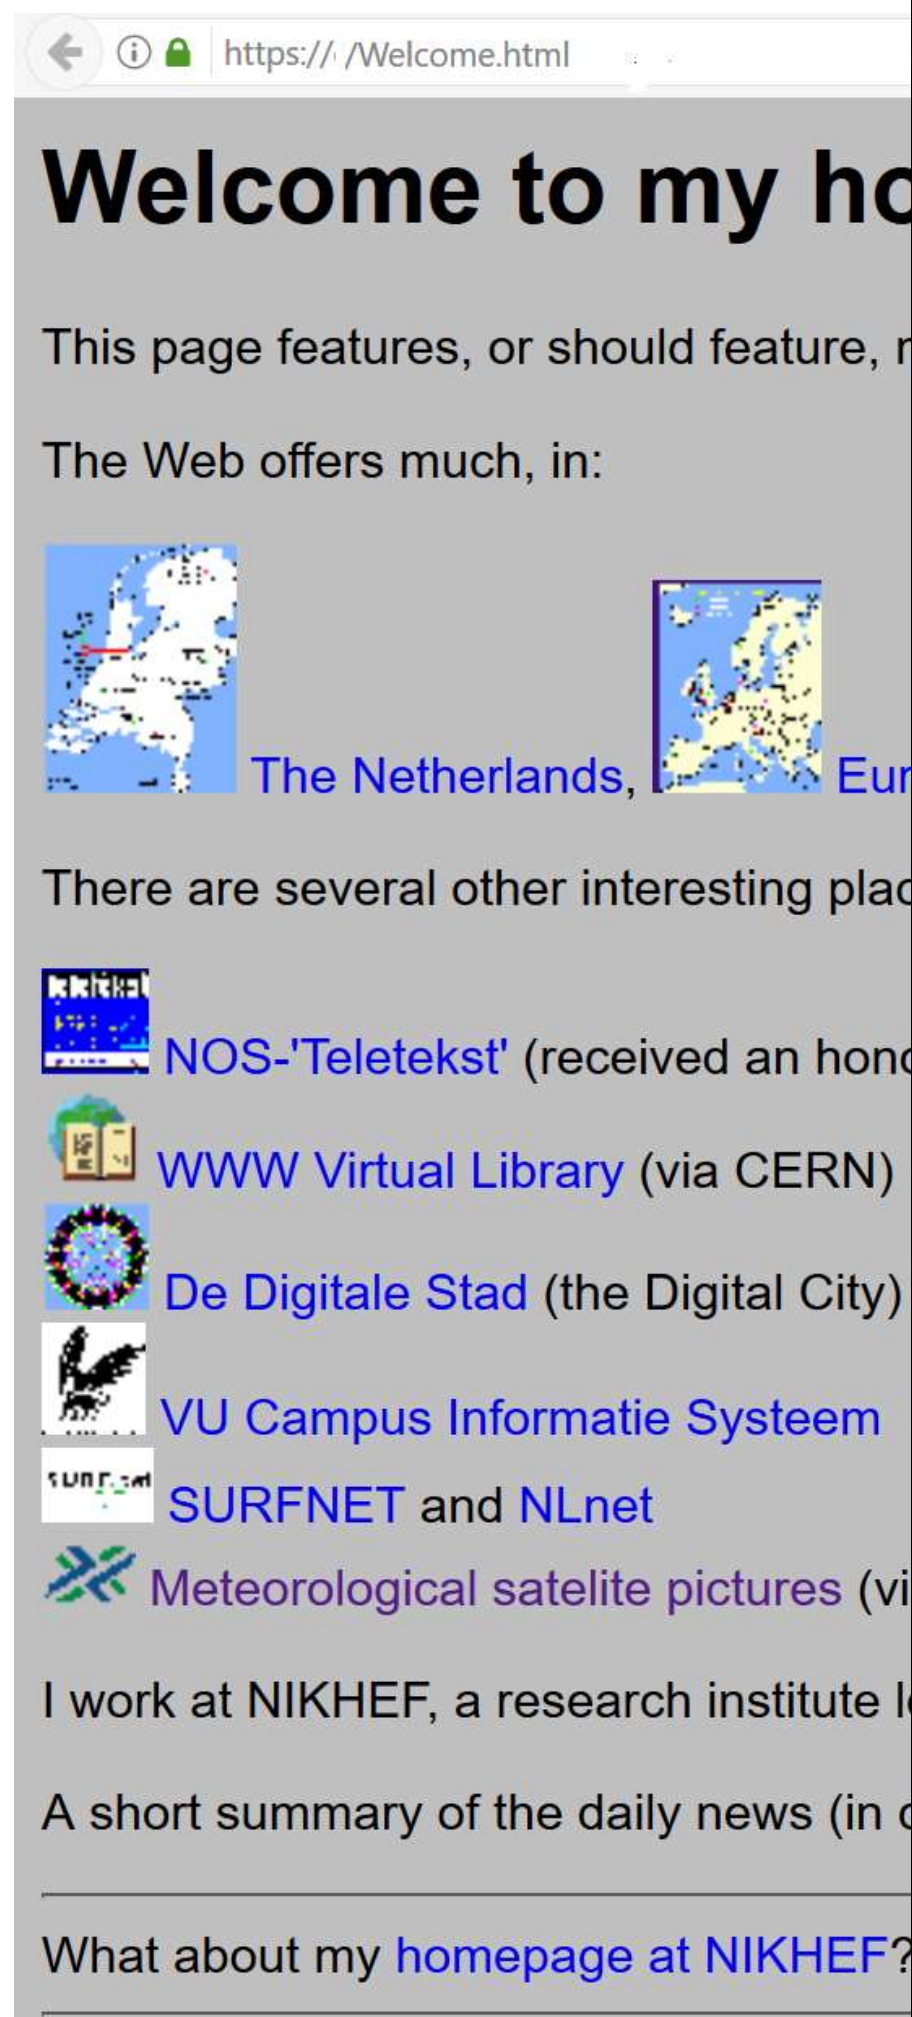 https:// /Welcome.html
Welcome to my ho
This page features, or should feature,
The Web offers much, in:
The Netherlands, Eur
There are several other interesting plac
NOS-'Teletekst' (received an hono
WWW Virtual Library (via CERN)
De Digitale Stad (the Digital City)
VU Campus Informatie Systeem
SURFNET and NLnet
Meteorological satelite pictures (vi
I work at NIKHEF, a research institute
A short summary of the daily news (in
What about my homepage at NIKHEF?